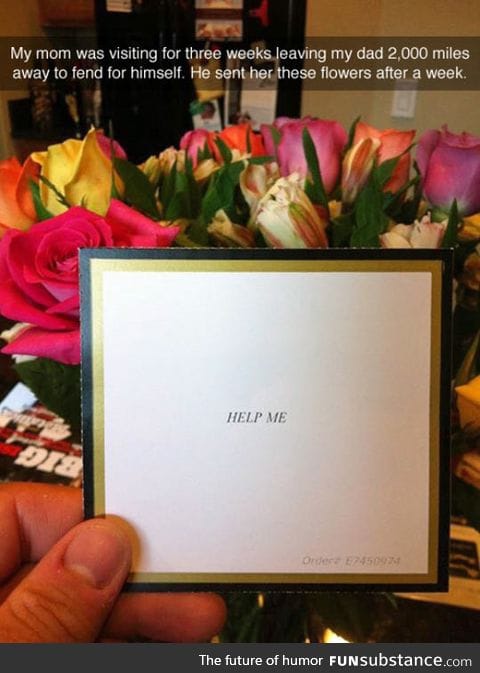 My mom was visiting for three weeks leaving my dad 2,000 miles
away to fend for himself. He sent her these flowers after a week.
HELP ME
BIG
Order# E7450974
The future of humor FUNsubstance.com